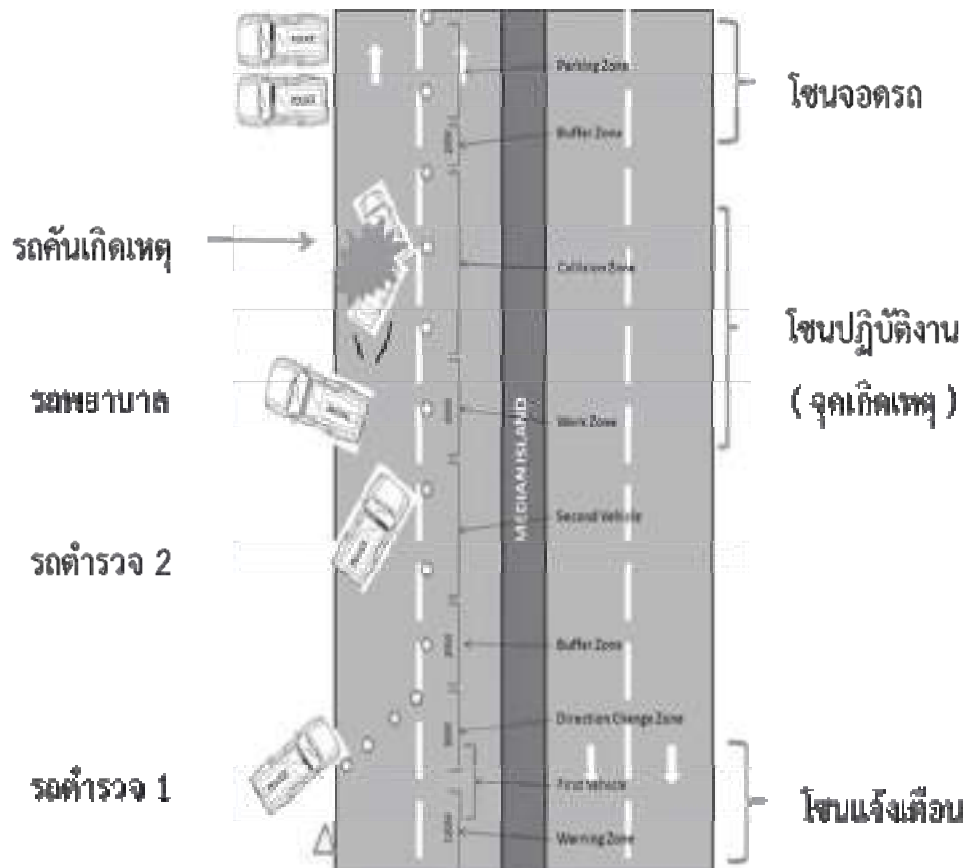 Parking Zone
โซนจอดรถ
Buffer Zone
รถคันเกิดเหตุ
Collision Zone
โซนปฏิบัติงาน
( จุดเกิดเหตุ )
รถพยาบาล
Work Zone
MEDIAN ISLAND
Second Vehicle
รถตำรวจ 2
Buffer Zone
Direction Change Zone
รถตำรวจ 1
First Vehicle
โซนแจ้งเตือน
Warning Zone